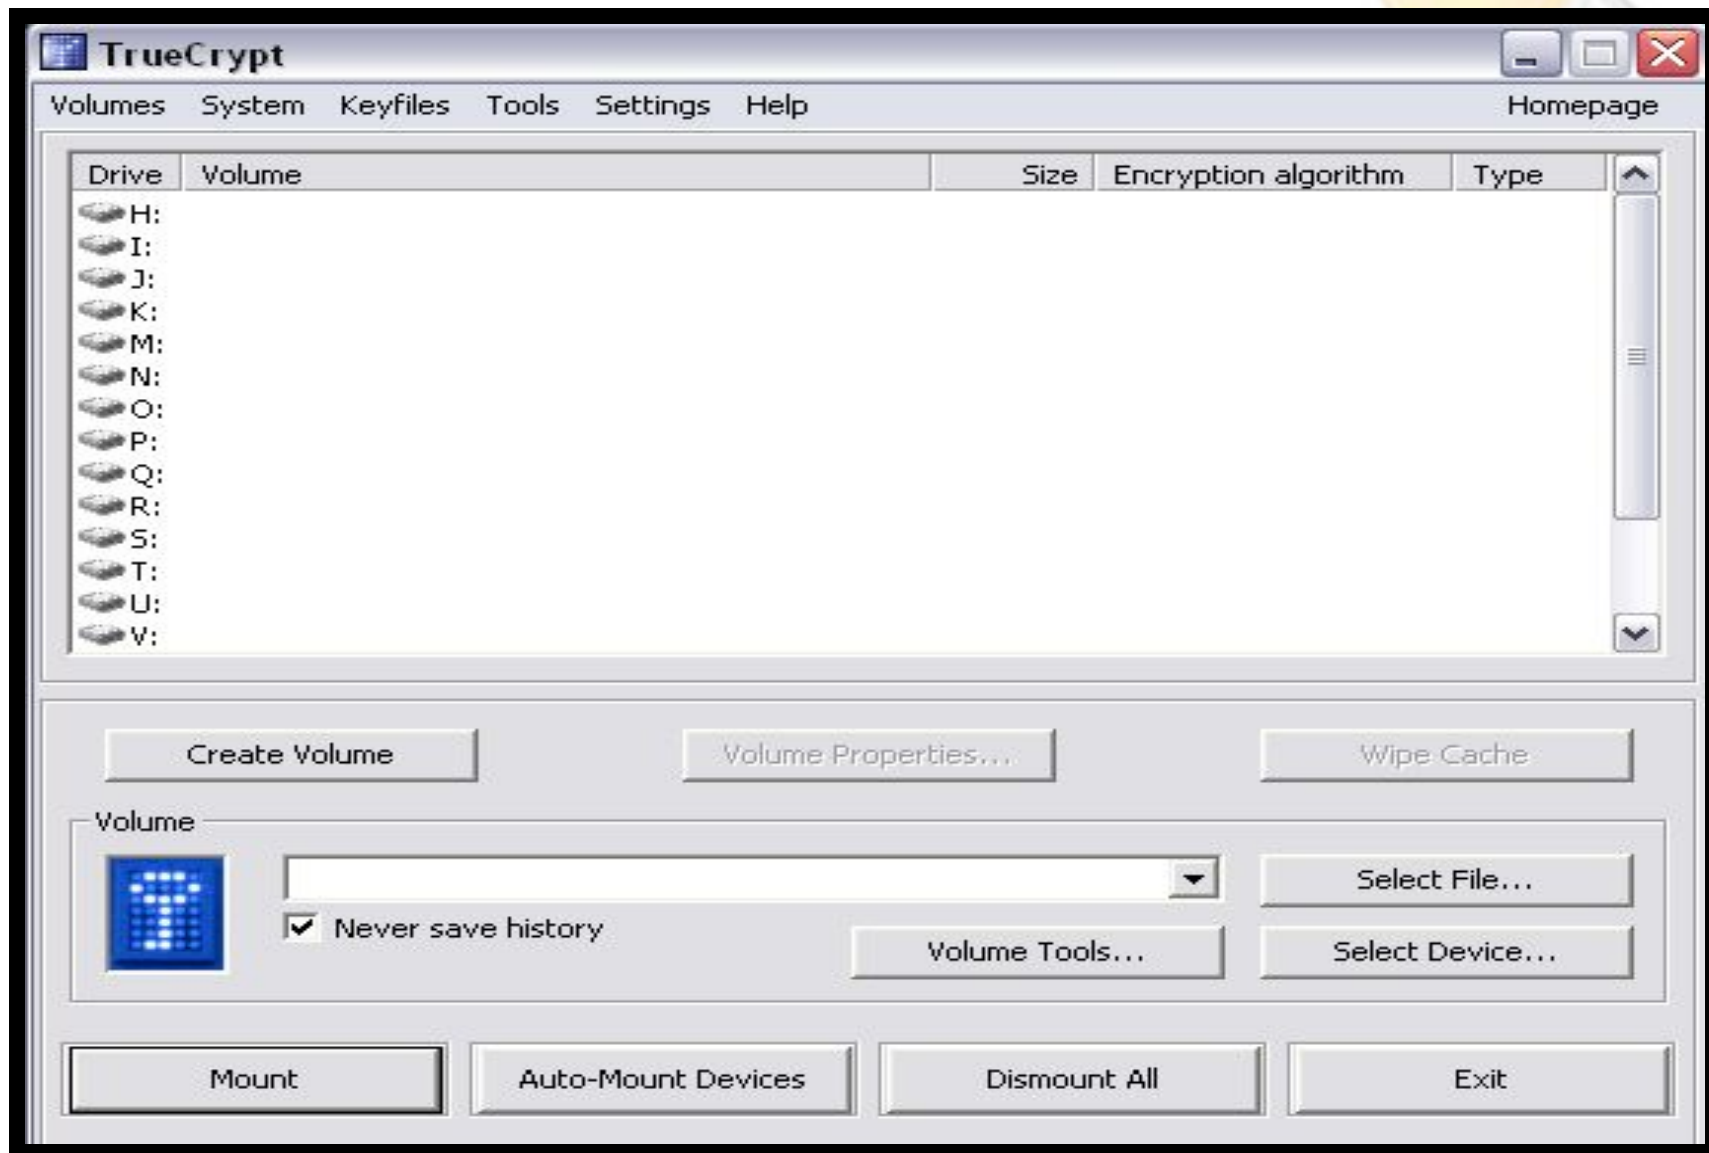 TrueCrypt
Volumes System Keyfiles Tools Settings Help Homepage
Drive Volume Size Encryption algorithm Type
H:
I:
J:
K:
M:
N:
O:
P:
Q:
R:
S:
T:
U:
V:
Create Volume Volume Properties... Wipe Cache
Volume
Select File...
Never save history
Volume Tools... Select Device...
Mount Auto-Mount Devices Dismount All Exit